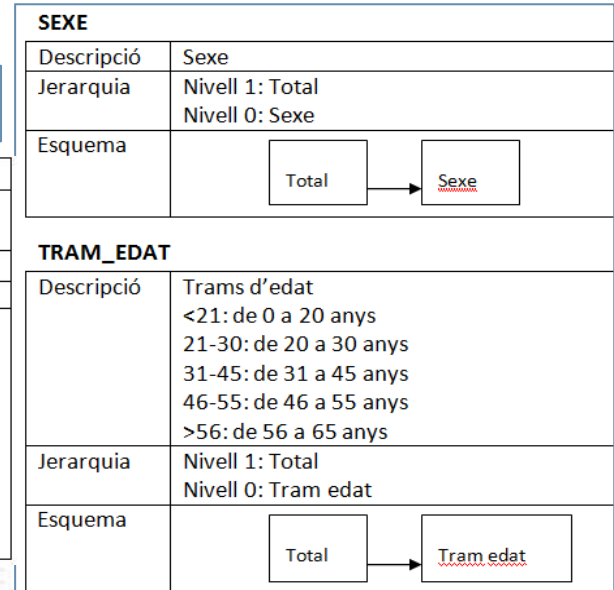 SEXE
Descripció Sexe
Jerarquia Nivell 1: Total
Nivell 0: Sexe
Esquema
Total Sexe
TRAM_EDAT
Descripció Trams d'edat
<21: de 0 a 20 anys
21-30: de 20 a 30 anys
31-45: de 31 a 45 anys
46-55: de 46 a 55 anys
>56: de 56 a 65 anys
Jerarquia Nivell 1: Total
Nivell 0: Tram edat
Esquema
Total Tram edat